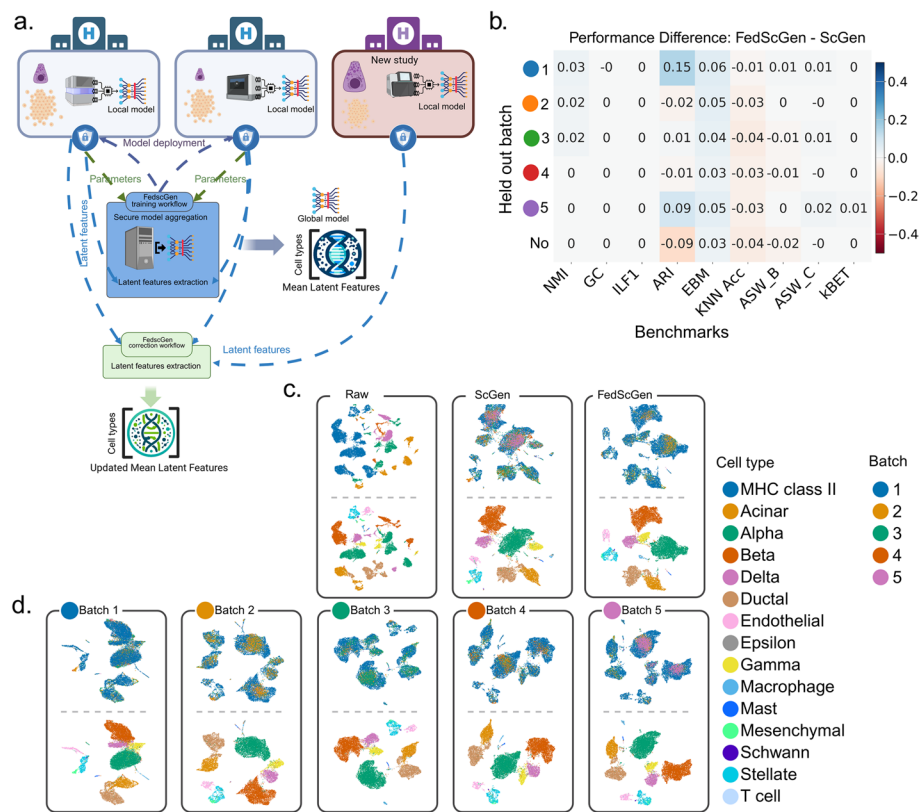 a.
H
H
H
New study
Local model
Local model
Local model
Model deployment
Parameters
Parameters
Latent features
FedscGen
training workflow
Secure model aggregation
Latent features extraction
Global model
Cell types
Mean Latent Features
Latent features
Latent features
FedscGen
correction workflow
Latent features extraction
Cell types
Updated Mean Latent Features
b.
Performance Difference: FedScGen - ScGen
Held out batch
1 0.03 -0 0 0.15 0.06 -0.01 0.01 0.01 0
2 0.02 0 0 -0.02 0.05 -0.03 0 -0 0
3 0.02 0 0 0.01 0.04 -0.04 -0.01 0.01 0
4 0 0 0 -0.01 0.03 -0.03 -0.01 -0 0
5 0 0 0 0.09 0.05 -0.03 0 0.02 0.01
No 0 0 0 -0.09 0.03 -0.04 -0.02 -0 0
NMI GC ILF1 ARI EBM KNN Acc ASW_B ASW_C kBET
Benchmarks
0.4
0.2
0.0
-0.2
-0.4
c.
Raw ScGen FedScGen
Cell type
MHC class II
Acinar
Alpha
Beta
Delta
Ductal
Endothelial
Epsilon
Gamma
Macrophage
Mast
Mesenchymal
Schwann
Stellate
T cell
Batch
1
2
3
4
5
d.
Batch 1 Batch 2 Batch 3 Batch 4 Batch 5